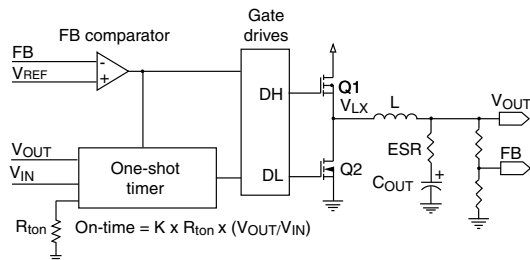 Gate
drives
FB comparator
FB
VREF
-
+
DH
Q1
VLX
L
VOUT
ESR
FB
VOUT
VIN
One-shot
timer
DL
Q2
COUT
+
Rton
On-time = K x Rton x (VOUT/VIN)